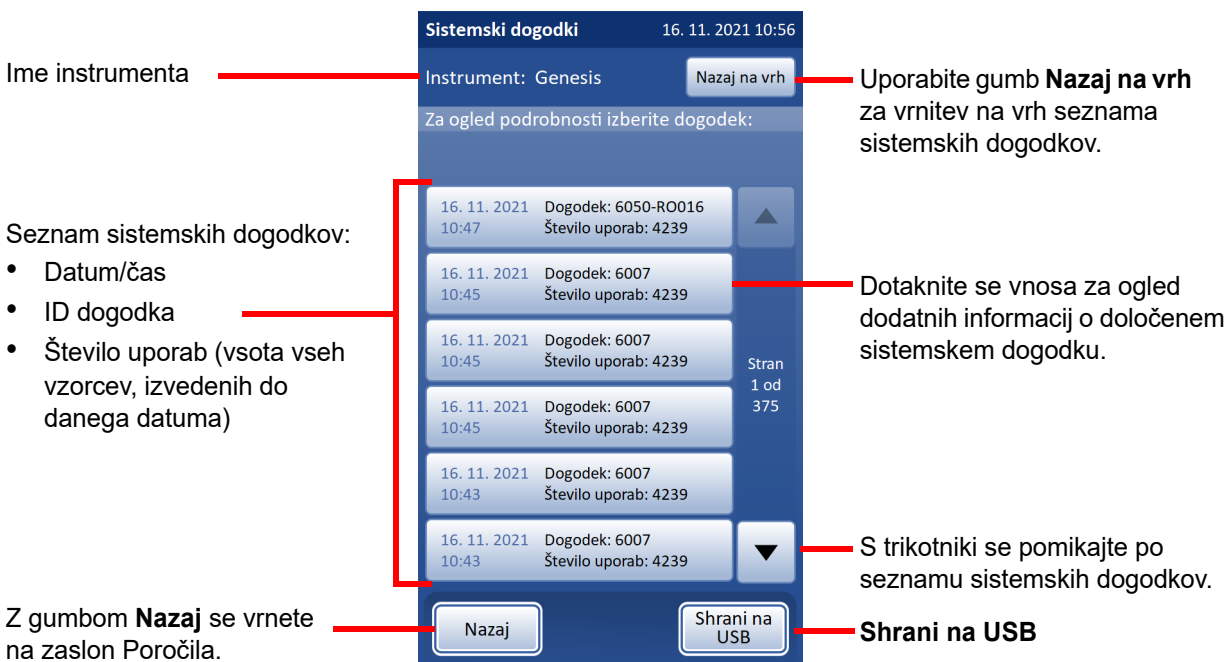 Sistemski dogodki 16. 11. 2021 10:56
Ime instrumenta
Instrument: Genesis
Nazaj na vrh
Uporabite gumb Nazaj na vrh
za vrnitev na vrh seznama
sistemskih dogodkov.
Za ogled podrobnosti izberite dogodek:
Seznam sistemskih dogodkov:
• Datum/čas
• ID dogodka
• Število uporab (vsota vseh
vzorcev, izvedenih do
danega datuma)
16. 11. 2021 Dogodek: 6050-RO016
10:47 Število uporab: 4239
16. 11. 2021 Dogodek: 6007
10:45 Število uporab: 4239
16. 11. 2021 Dogodek: 6007
10:45 Število uporab: 4239
16. 11. 2021 Dogodek: 6007
10:45 Število uporab: 4239
16. 11. 2021 Dogodek: 6007
10:43 Število uporab: 4239
16. 11. 2021 Dogodek: 6007
10:43 Število uporab: 4239
Stran
1 od
375
Dotaknite se vnosa za ogled
dodatnih informacij o določenem
sistemskem dogodku.
S trikotniki se pomikajte po
seznamu sistemskih dogodkov.
Z gumbom Nazaj se vrnete
na zaslon Poročila.
Nazaj
Shrani na
USB
Shrani na USB